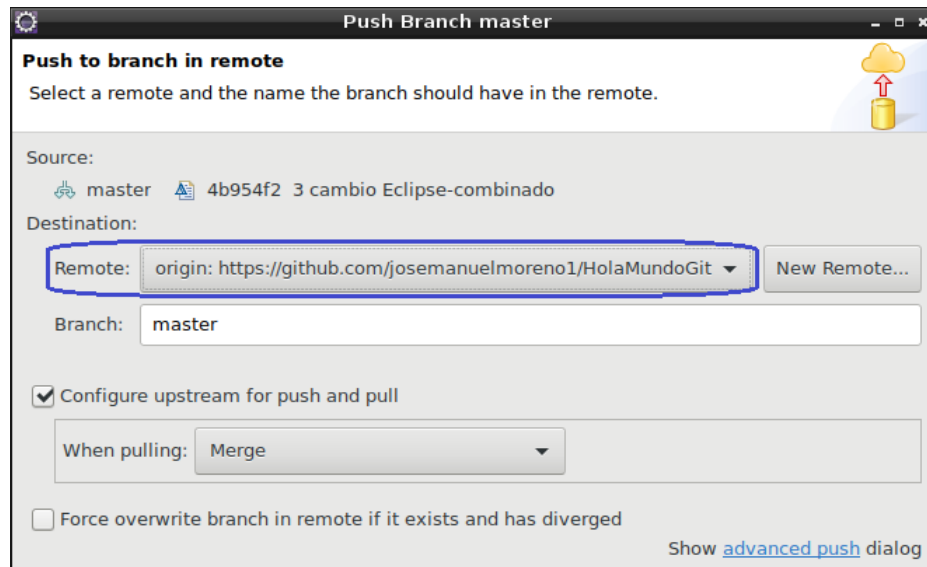 Push Branch master
Push to branch in remote
Select a remote and the name the branch should have in the remote.
Source:
master 4b954f2 3 cambio Eclipse-combinado
Destination:
Remote: origin: https://github.com/josemanuelmoreno1/HolaMundoGit New Remote...
Branch: master
Configure upstream for push and pull
When pulling: Merge
Force overwrite branch in remote if it exists and has diverged
Show advanced push dialog